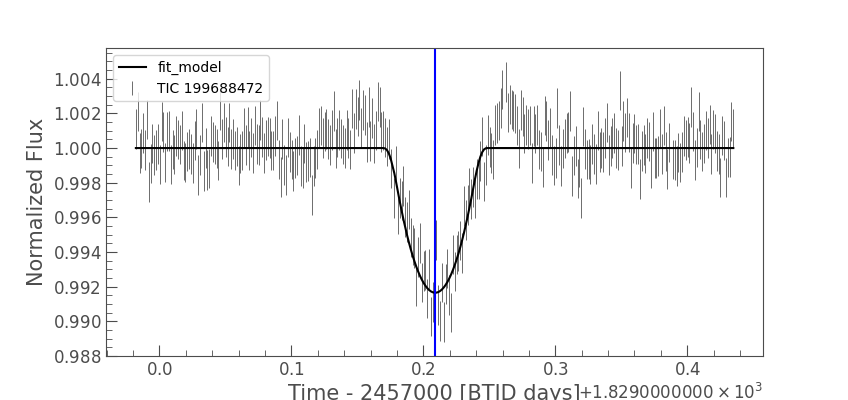 fit_model
TIC 199688472
1.004
1.002
1.000
0.998
0.996
0.994
0.992
0.990
0.988
Normalized Flux
0.0 0.1 0.2 0.3 0.4
Time - 2457000 [BTJD days]
+1.8290000000 × 10³